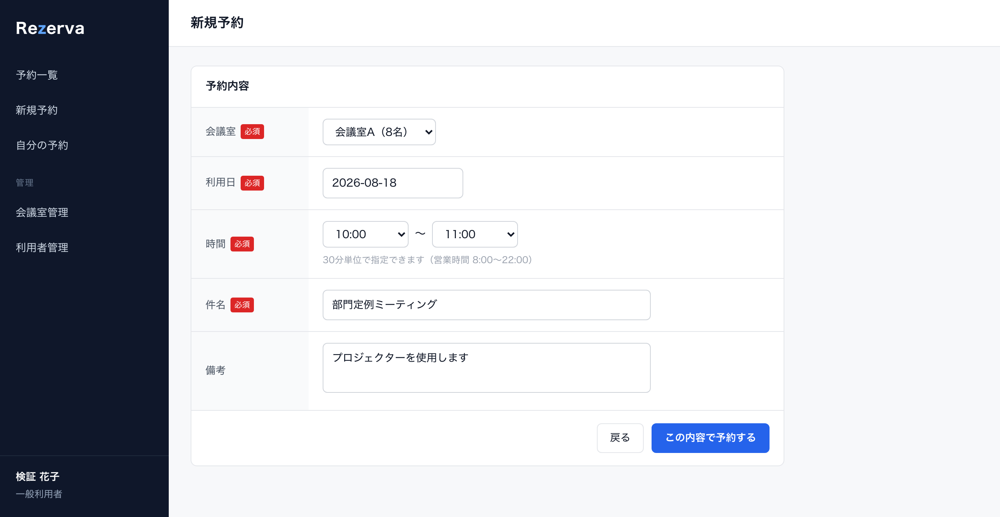 Rezerva
予約一覧
新規予約
自分の予約
管理
会議室管理
利用者管理
検証 花子
一般利用者
新規予約
予約内容
会議室 必須 会議室A（8名）
利用日 必須 2026-08-18
時間 必須 10:00 〜 11:00
30分単位で指定できます（営業時間 8:00〜22:00）
件名 必須 部門定例ミーティング
備考 プロジェクターを使用します
戻る この内容で予約する